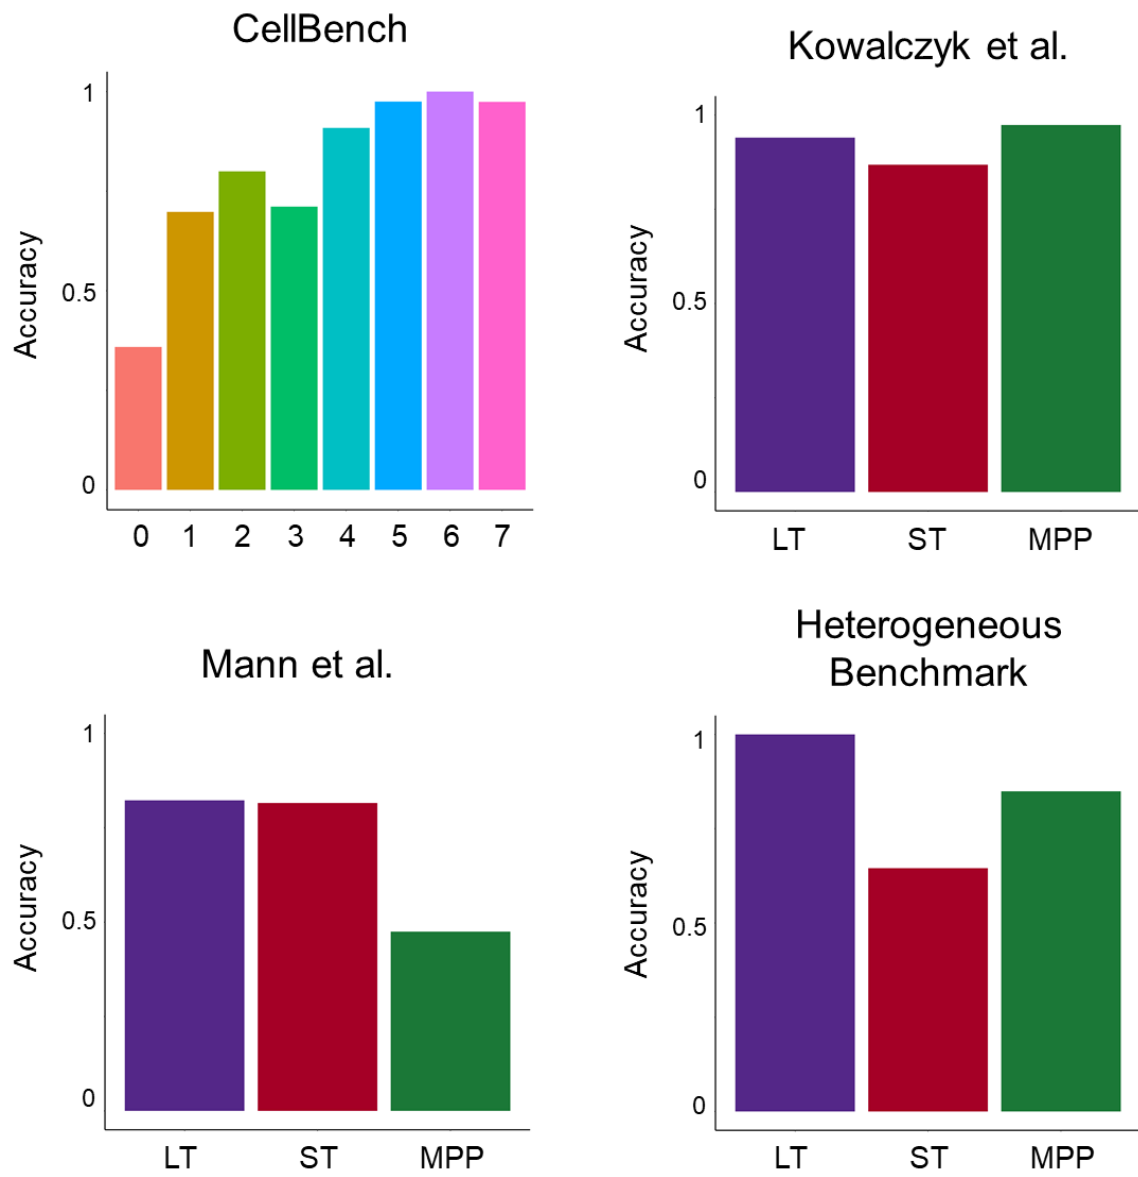 CellBench
Accuracy
1
0.5
0
0 1 2 3 4 5 6 7
Kowalczyk et al.
Accuracy
1
0.5
0
LT ST MPP
Mann et al.
Accuracy
1
0.5
0
LT ST MPP
Heterogeneous
Benchmark
Accuracy
1
0.5
0
LT ST MPP